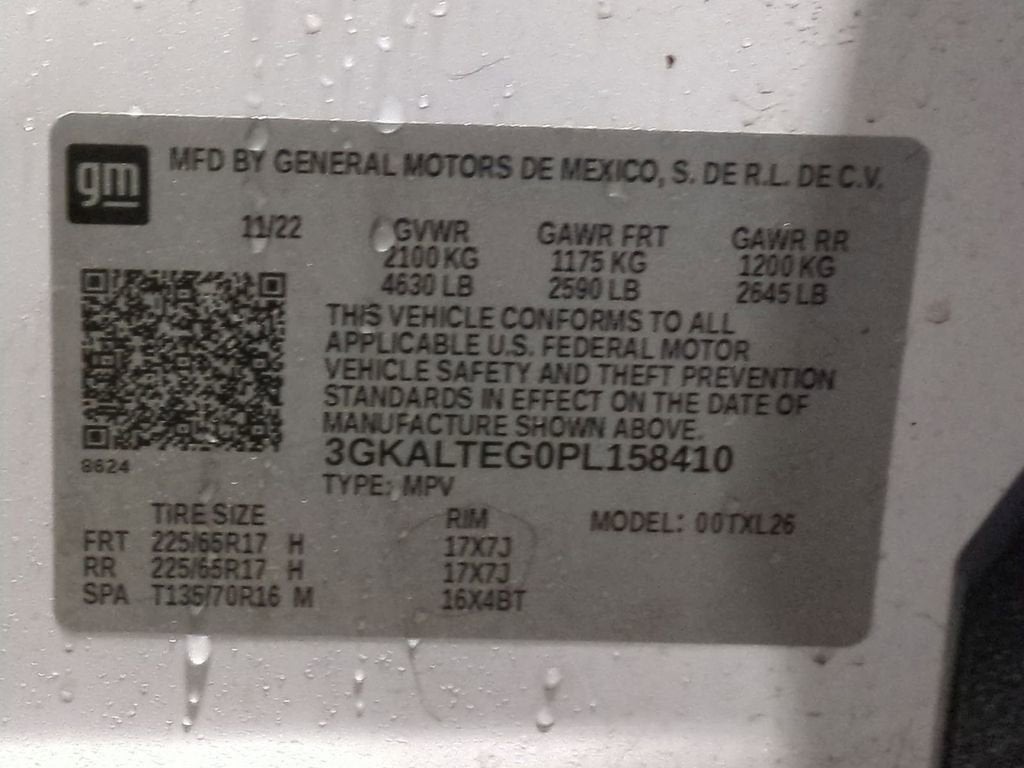 gm
MFD BY GENERAL MOTORS DE MEXICO, S. DE R.L. DE C.V.
11/22 GVWR GAWR FRT GAWR RR
2100 KG 1175 KG 1200 KG
4630 LB 2590 LB 2645 LB
THIS VEHICLE CONFORMS TO ALL
APPLICABLE U.S. FEDERAL MOTOR
VEHICLE SAFETY AND THEFT PREVENTION
STANDARDS IN EFFECT ON THE DATE OF
MANUFACTURE SHOWN ABOVE.
3GKALTEG0PL158410
8624
TYPE: MPV
TIRE SIZE RIM MODEL: 00TXL26
FRT 225/65R17 H 17X7J
RR 225/65R17 H 17X7J
SPA T135/70R16 M 16X4BT